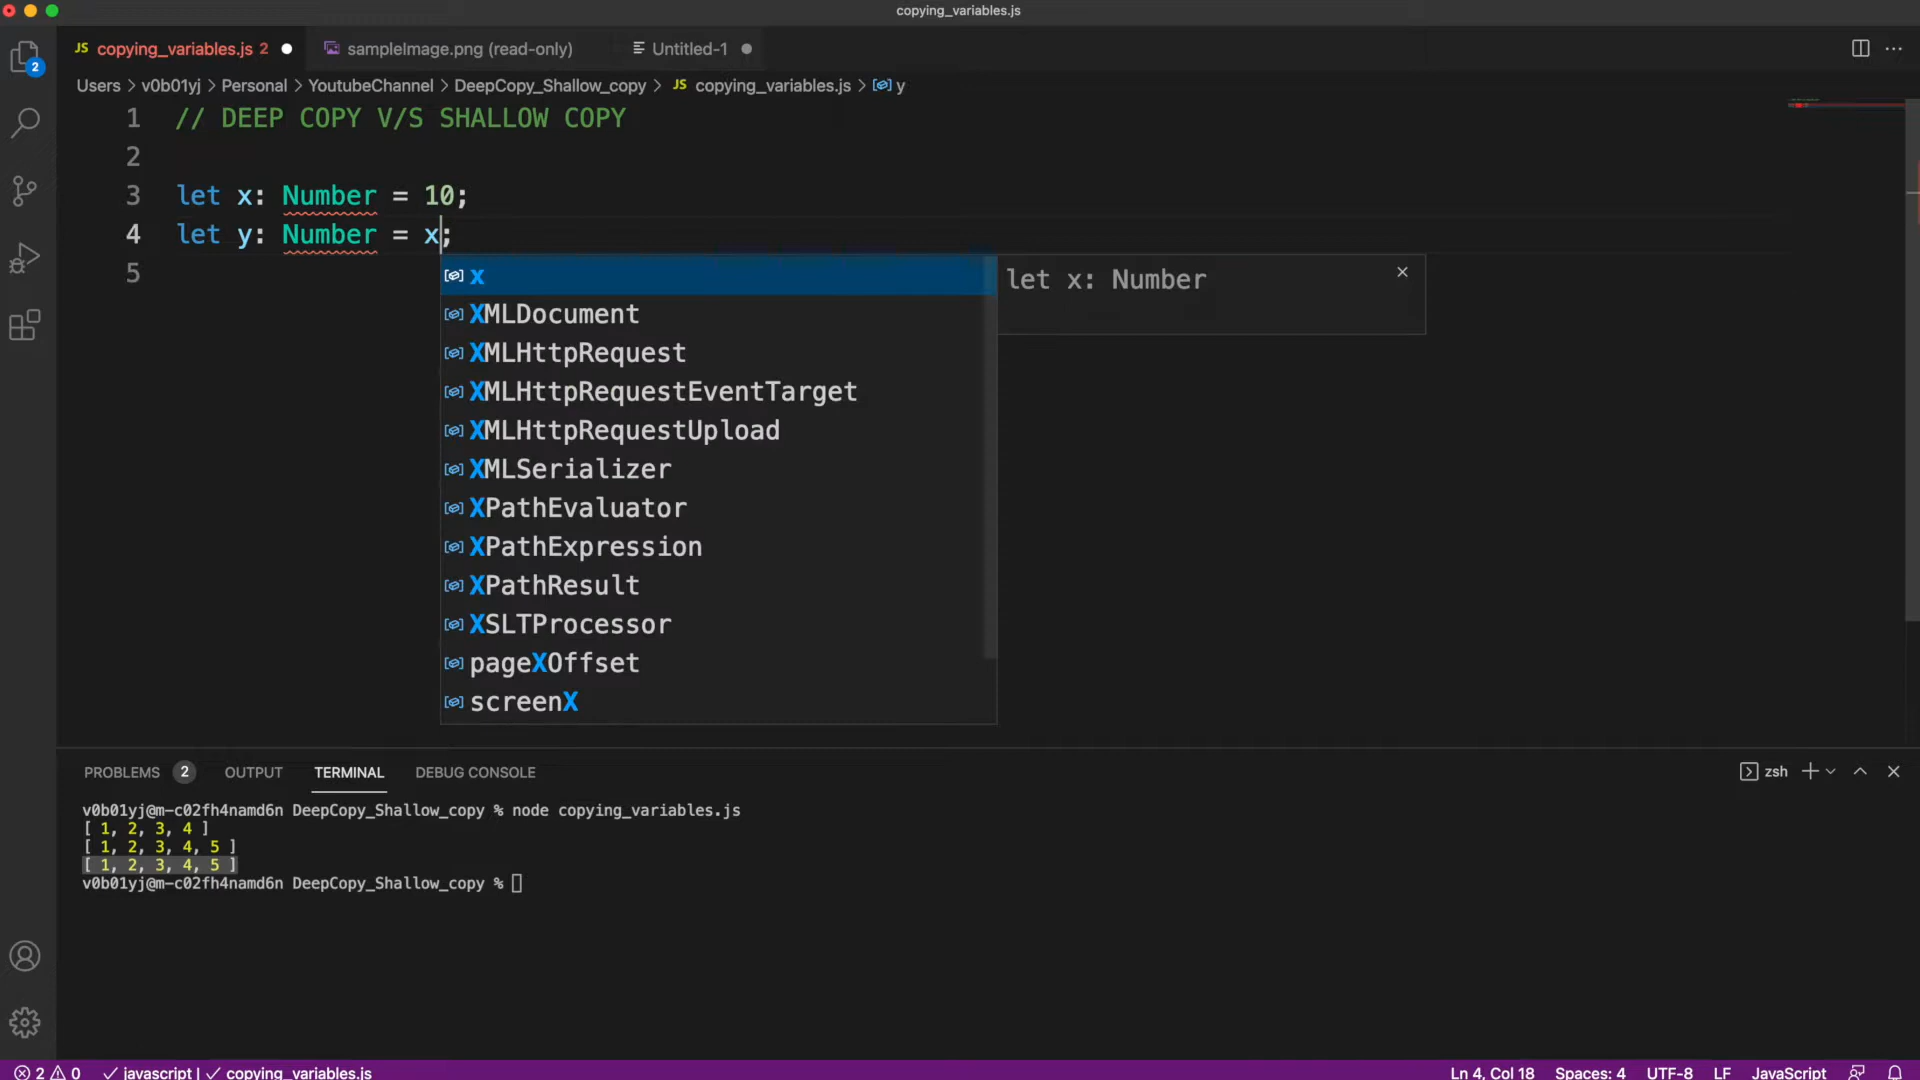 copying_variables.js
JS copying_variables.js 2 sampleImage.png (read-only) Untitled-1
2
Users > v0b01yj > Personal > YoutubeChannel > DeepCopy_Shallow_copy > JS copying_variables.js > y
1 // DEEP COPY V/S SHALLOW COPY
2
3 let x: Number = 10;
4 let y: Number = x;
5
x
let x: Number
XMLDocument
XMLHttpRequest
XMLHttpRequestEventTarget
XMLHttpRequestUpload
XMLSerializer
XPathEvaluator
XPathExpression
XPathResult
XSLTProcessor
pageXOffset
screenX
PROBLEMS 2 OUTPUT TERMINAL DEBUG CONSOLE zsh
v0b01yj@m-c02fh4namd6n DeepCopy_Shallow_copy % node copying_variables.js
[ 1, 2, 3, 4 ]
[ 1, 2, 3, 4, 5 ]
[ 1, 2, 3, 4, 5 ]
v0b01yj@m-c02fh4namd6n DeepCopy_Shallow_copy %
2 0 javascript | copying_variables.js Ln 4, Col 18 Spaces: 4 UTF-8 LF JavaScript